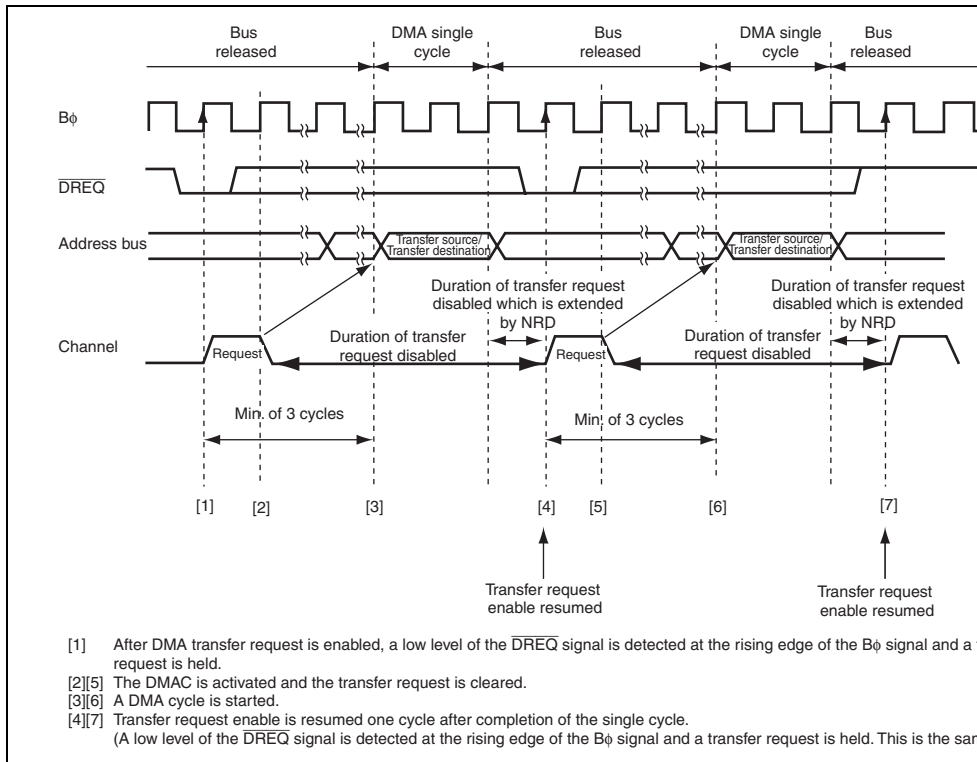 Bus released
DMA single cycle
Bus released
DMA single cycle
Bus released
Bφ
DREQ
Address bus
Transfer source/
Transfer destination
Transfer source/
Transfer destination
Duration of transfer request
disabled which is extended
by NRD
Duration of transfer request
disabled which is extended
by NRD
Channel
Request
Duration of transfer
request disabled
Request
Duration of transfer
request disabled
Min. of 3 cycles
Min. of 3 cycles
[1] [2] [3] [4] [5] [6] [7]
Transfer request
enable resumed
Transfer request
enable resumed
[1] After DMA transfer request is enabled, a low level of the DREQ signal is detected at the rising edge of the Bφ signal and a
request is held.
[2][5] The DMAC is activated and the transfer request is cleared.
[3][6] A DMA cycle is started.
[4][7] Transfer request enable is resumed one cycle after completion of the single cycle.
(A low level of the DREQ signal is detected at the rising edge of the Bφ signal and a transfer request is held. This is the